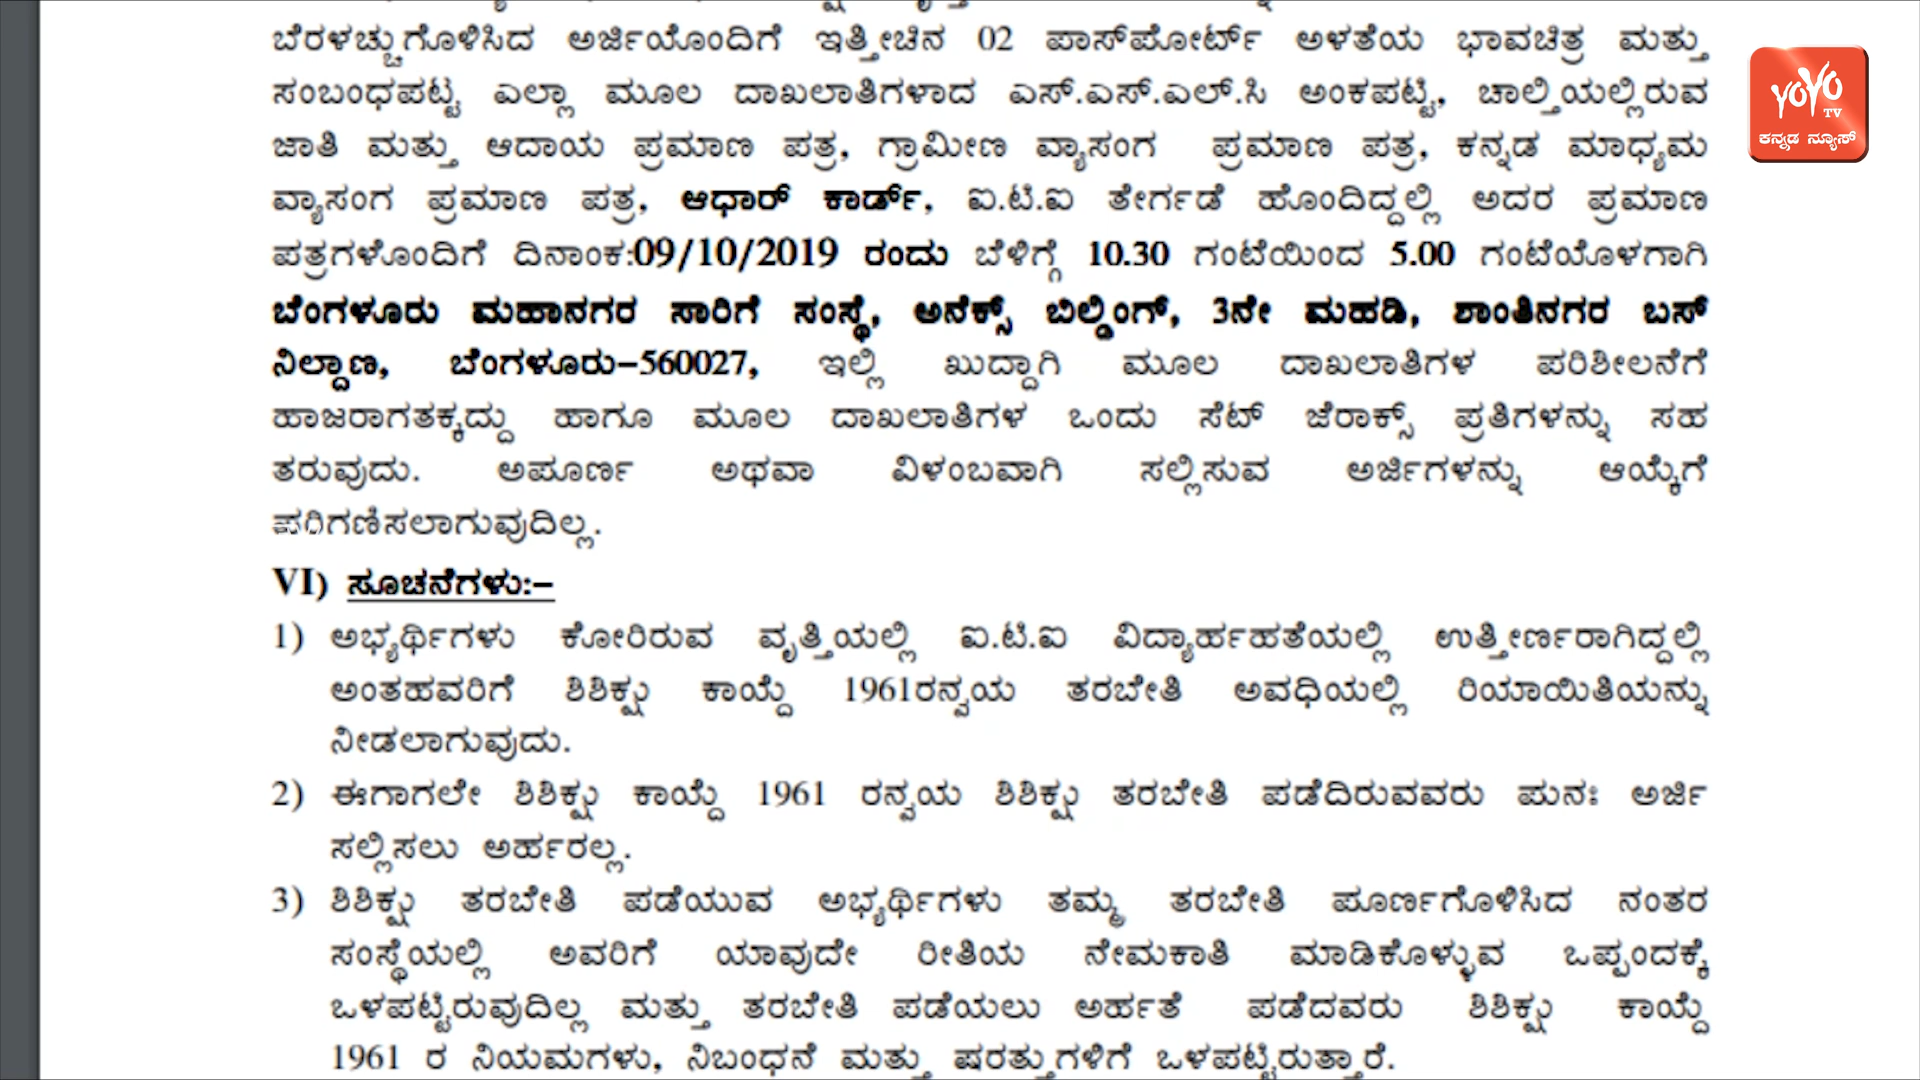 ಬೆರಳಚ್ಚುಗೊಳಿಸಿದ ಅರ್ಜಿಯೊಂದಿಗೆ ಇತ್ತೀಚಿನ 02 ಪಾಸ್‌ಪೋರ್ಟ್ ಅಳತೆಯ ಭಾವಚಿತ್ರ ಮತ್ತು
ಸಂಬಂಧಪಟ್ಟ ಎಲ್ಲಾ ಮೂಲ ದಾಖಲಾತಿಗಳಾದ ಎಸ್.ಎಸ್.ಎಲ್.ಸಿ ಅಂಕಪಟ್ಟಿ, ಚಾಲ್ತಿಯಲ್ಲಿರುವ
ಜಾತಿ ಮತ್ತು ಆದಾಯ ಪ್ರಮಾಣ ಪತ್ರ, ಗ್ರಾಮೀಣ ವ್ಯಾಸಂಗ ಪ್ರಮಾಣ ಪತ್ರ, ಕನ್ನಡ ಮಾಧ್ಯಮ
ವ್ಯಾಸಂಗ ಪ್ರಮಾಣ ಪತ್ರ, ಆಧಾರ್ ಕಾರ್ಡ್, ಐ.ಟಿ.ಐ ತೇರ್ಗಡೆ ಹೊಂದಿದ್ದಲ್ಲಿ ಅದರ ಪ್ರಮಾಣ
ಪತ್ರಗಳೊಂದಿಗೆ ದಿನಾಂಕ:09/10/2019 ರಂದು ಬೆಳಿಗ್ಗೆ 10.30 ಗಂಟೆಯಿಂದ 5.00 ಗಂಟೆಯೊಳಗಾಗಿ
ಬೆಂಗಳೂರು ಮಹಾನಗರ ಸಾರಿಗೆ ಸಂಸ್ಥೆ, ಅನೆಕ್ಸ್ ಬಿಲ್ಡಿಂಗ್, 3ನೇ ಮಹಡಿ, ಶಾಂತಿನಗರ ಬಸ್
ನಿಲ್ದಾಣ, ಬೆಂಗಳೂರು–560027, ಇಲ್ಲಿ ಖುದ್ದಾಗಿ ಮೂಲ ದಾಖಲಾತಿಗಳ ಪರಿಶೀಲನೆಗೆ
ಹಾಜರಾಗತಕ್ಕದ್ದು ಹಾಗೂ ಮೂಲ ದಾಖಲಾತಿಗಳ ಒಂದು ಸೆಟ್ ಜೆರಾಕ್ಸ್ ಪ್ರತಿಗಳನ್ನು ಸಹ
ತರುವುದು. ಅಪೂರ್ಣ ಅಥವಾ ವಿಳಂಬವಾಗಿ ಸಲ್ಲಿಸುವ ಅರ್ಜಿಗಳನ್ನು ಆಯ್ಕೆಗೆ
ಪರಿಗಣಿಸಲಾಗುವುದಿಲ್ಲ.
VI) ಸೂಚನೆಗಳು:–
1) ಅಭ್ಯರ್ಥಿಗಳು ಕೋರಿರುವ ವೃತ್ತಿಯಲ್ಲಿ ಐ.ಟಿ.ಐ ವಿದ್ಯಾರ್ಹಹತೆಯಲ್ಲಿ ಉತ್ತೀರ್ಣರಾಗಿದ್ದಲ್ಲಿ
ಅಂತಹವರಿಗೆ ಶಿಶಿಕ್ಷು ಕಾಯ್ದೆ 1961ರನ್ವಯ ತರಬೇತಿ ಅವಧಿಯಲ್ಲಿ ರಿಯಾಯಿತಿಯನ್ನು
ನೀಡಲಾಗುವುದು.
2) ಈಗಾಗಲೇ ಶಿಶಿಕ್ಷು ಕಾಯ್ದೆ 1961 ರನ್ವಯ ಶಿಶಿಕ್ಷು ತರಬೇತಿ ಪಡೆದಿರುವವರು ಪುನಃ ಅರ್ಜಿ
ಸಲ್ಲಿಸಲು ಅರ್ಹರಲ್ಲ.
3) ಶಿಶಿಕ್ಷು ತರಬೇತಿ ಪಡೆಯುವ ಅಭ್ಯರ್ಥಿಗಳು ತಮ್ಮ ತರಬೇತಿ ಪೂರ್ಣಗೊಳಿಸಿದ ನಂತರ
ಸಂಸ್ಥೆಯಲ್ಲಿ ಅವರಿಗೆ ಯಾವುದೇ ರೀತಿಯ ನೇಮಕಾತಿ ಮಾಡಿಕೊಳ್ಳುವ ಒಪ್ಪಂದಕ್ಕೆ
ಒಳಪಟ್ಟಿರುವುದಿಲ್ಲ ಮತ್ತು ತರಬೇತಿ ಪಡೆಯಲು ಅರ್ಹತೆ ಪಡೆದವರು ಶಿಶಿಕ್ಷು ಕಾಯ್ದೆ
1961 ರ ನಿಯಮಗಳು, ನಿಬಂಧನೆ ಮತ್ತು ಷರತ್ತುಗಳಿಗೆ ಒಳಪಟ್ಟಿರುತ್ತಾರೆ.
YOYO
TV
ಕನ್ನಡ ನ್ಯೂಸ್